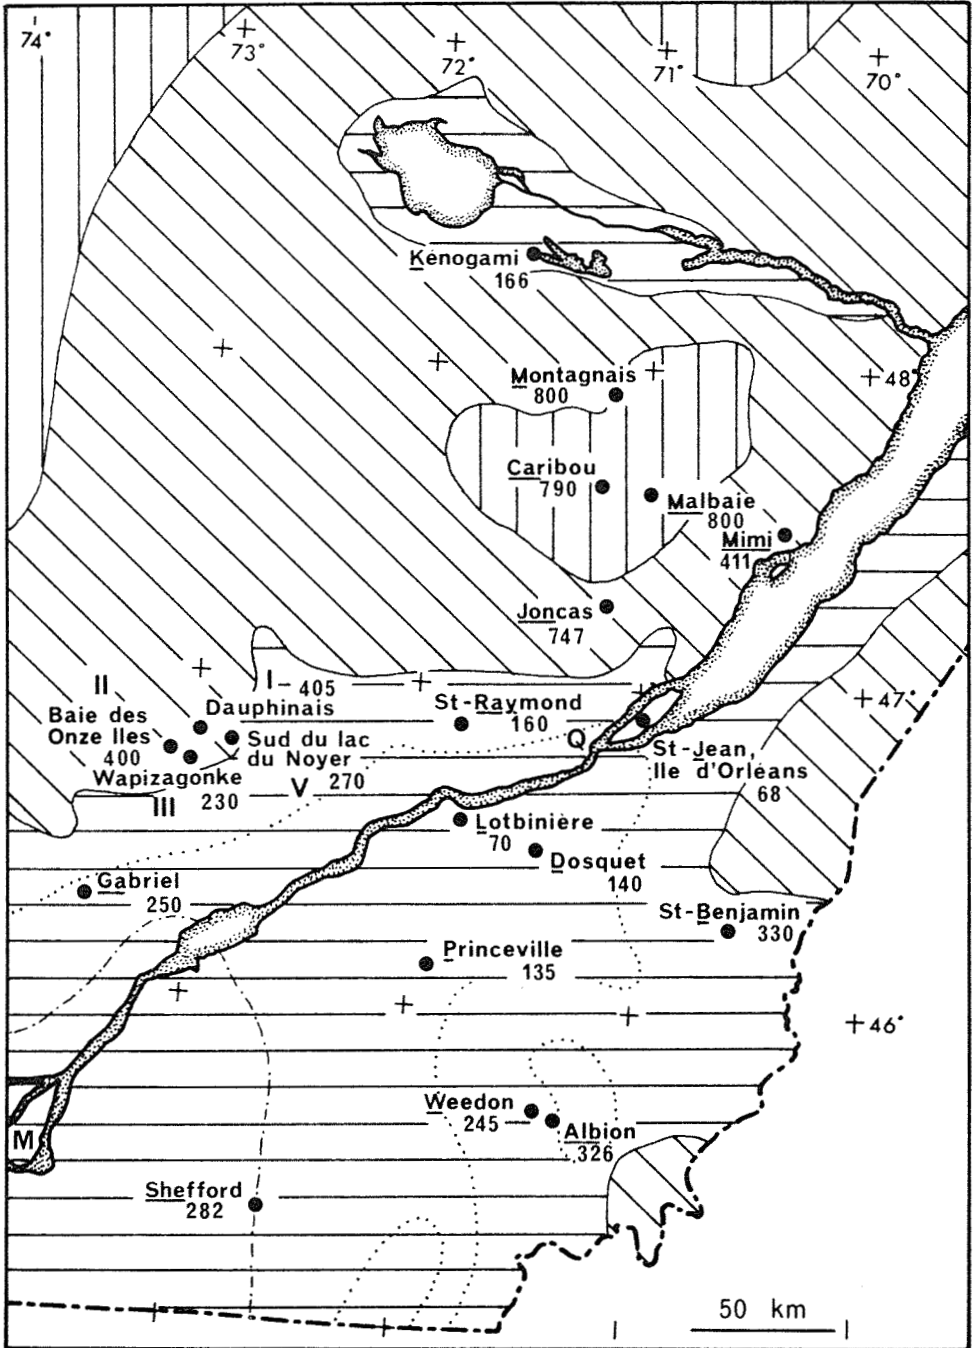 74°
73°
72°
71°
70°
Kénogami
166
Montagnais
800
48°
Caribou
790
Malbaie
800
Mimi
411
Joncas
747
I
405
II
Dauphinais
Baie des
Onze Iles
400
Sud du lac
du Noyer
270
Wapizagonke
230
III
V
St-Raymond
160
47°
Q
St-Jean,
Ile d'Orléans
68
Lotbinière
70
Dosquet
140
Gabriel
250
St-Benjamin
330
Princeville
135
46°
Weedon
245
Albion
326
M
Shefford
282
50 km